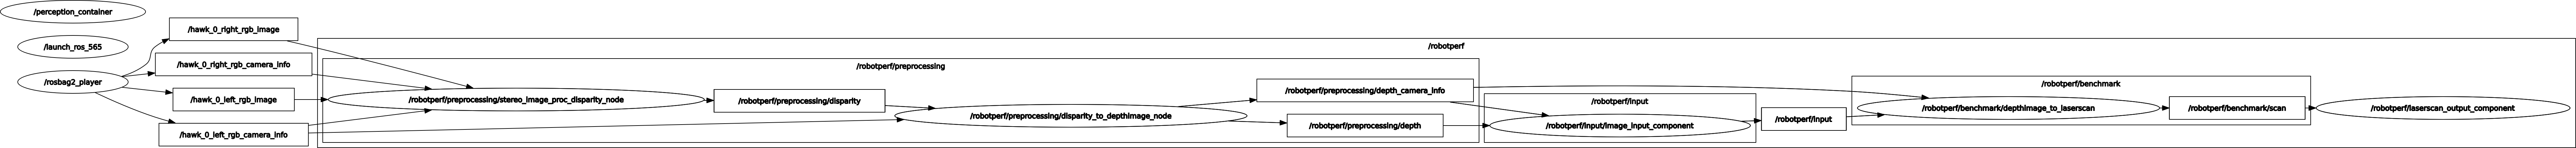 /perception_container
/hawk_0_right_rgb_image
/launch_ros_565
/robotperf
/hawk_0_right_rgb_camera_info
/robotperf/preprocessing
/rosbag2_player
/robotperf/benchmark
/robotperf/preprocessing/depth_camera_info
/hawk_0_left_rgb_image
/robotperf/preprocessing/stereo_image_proc_disparity_node
/robotperf/preprocessing/disparity
/robotperf/input
/robotperf/benchmark/depthimage_to_laserscan
/robotperf/benchmark/scan
/robotperf/laserscan_output_component
/robotperf/preprocessing/disparity_to_depthimage_node
/robotperf/input
/robotperf/preprocessing/depth
/robotperf/input/image_input_component
/hawk_0_left_rgb_camera_info